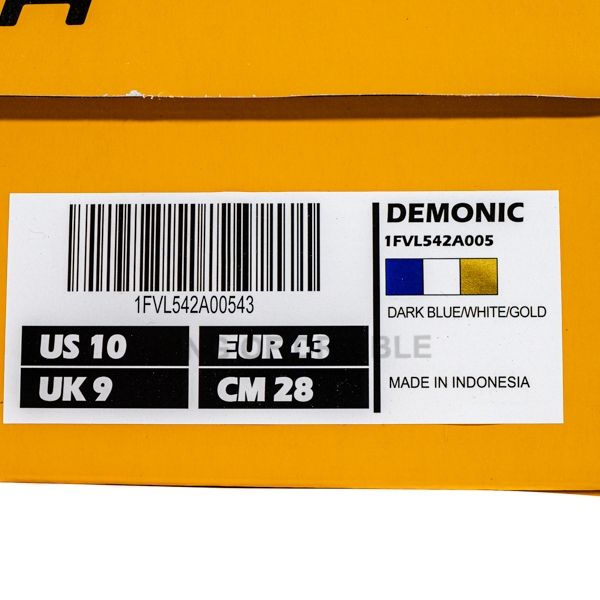 1FVL542A00543
US 10
EUR 43
UK 9
CM 28
DEMONIC
1FVL542A005
DARK BLUE/WHITE/GOLD
MADE IN INDONESIA